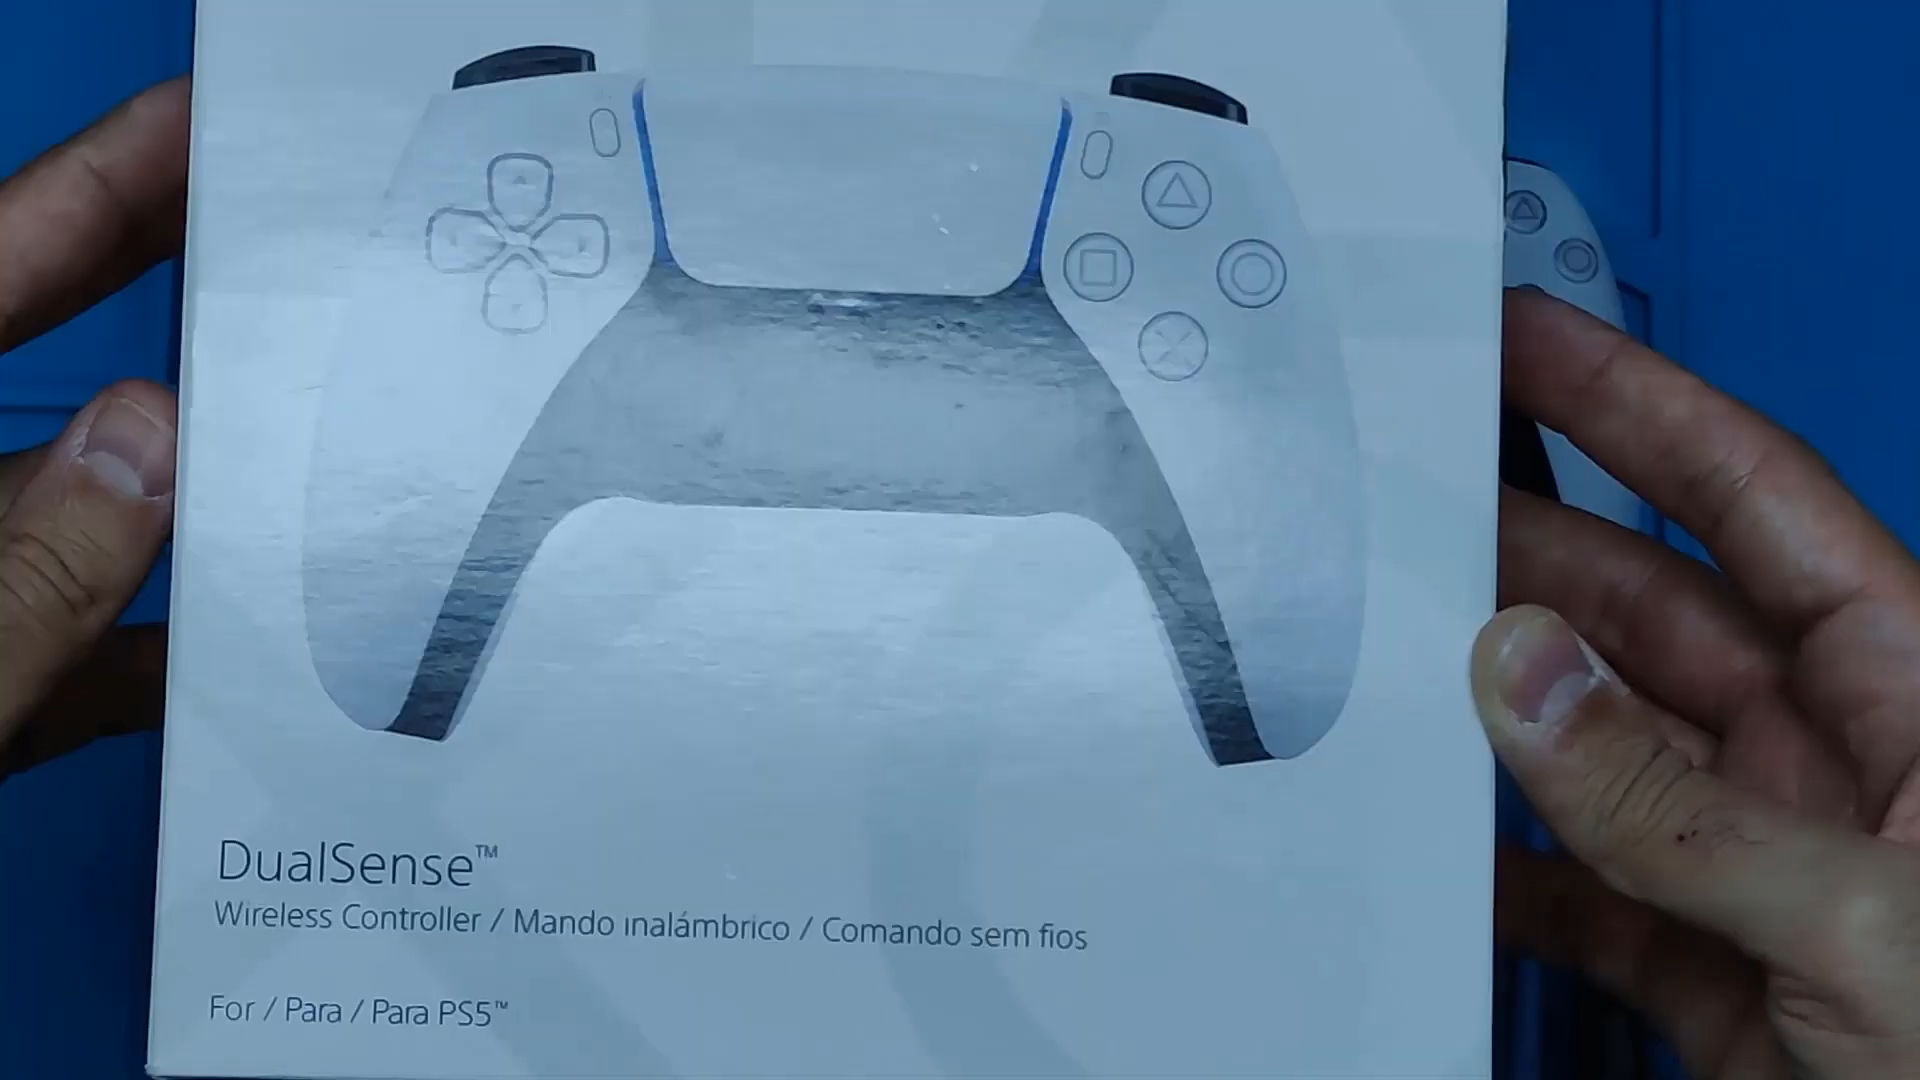 DualSense™
Wireless Controller / Mando inalámbrico / Comando sem fios
For / Para / Para PS5™